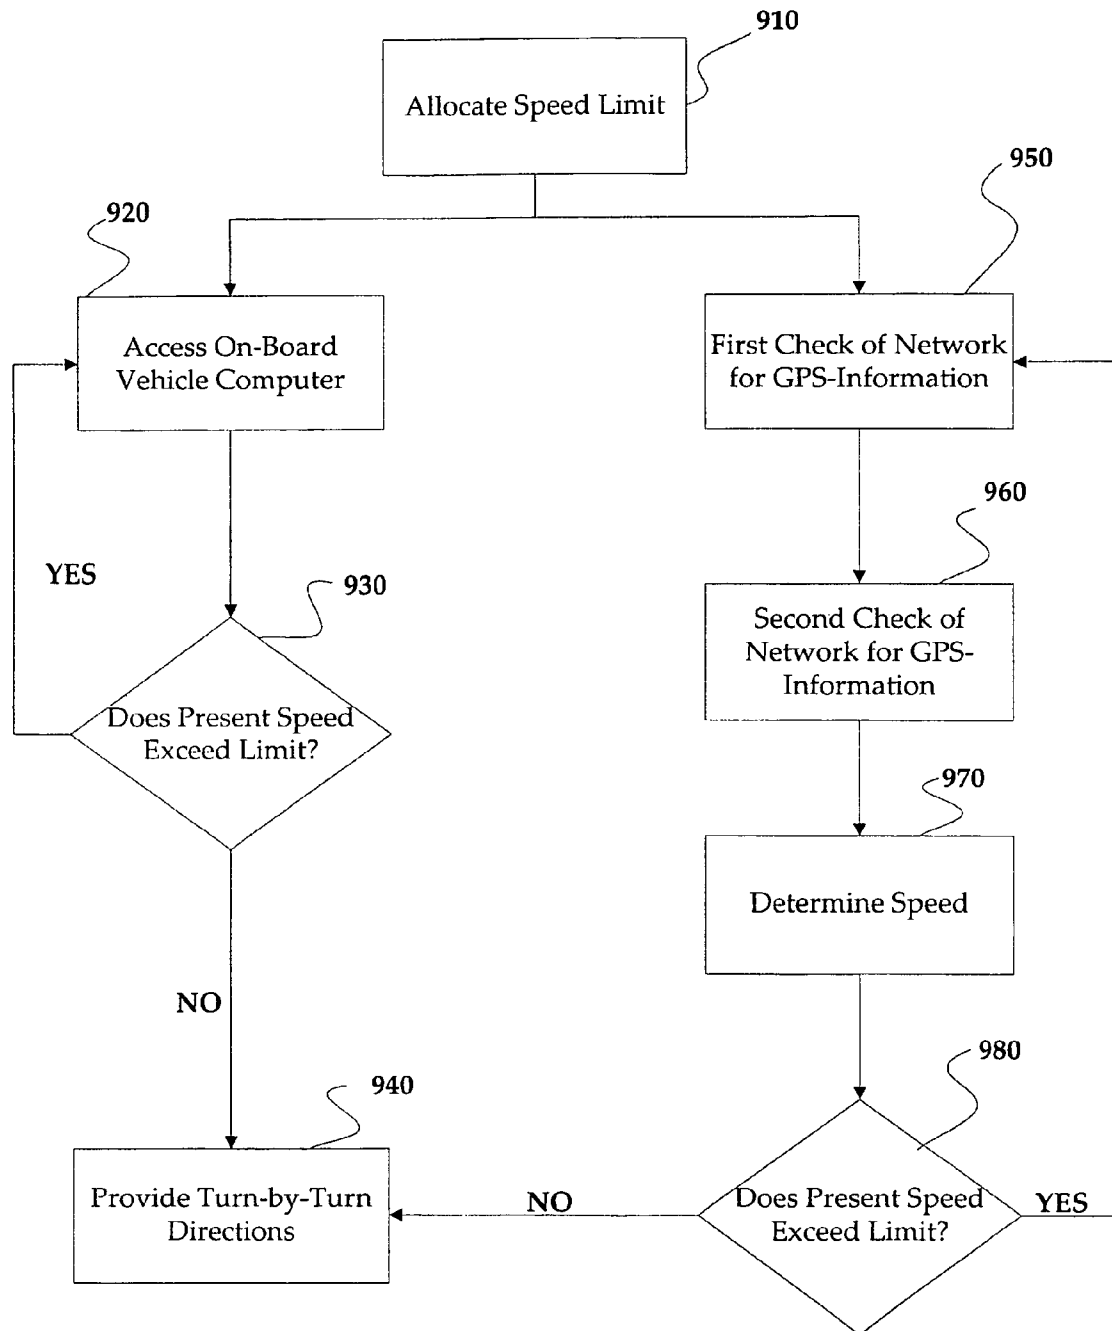 910
Allocate Speed Limit
950
920
Access On-Board
Vehicle Computer
First Check of Network
for GPS-Information
960
YES
930
Second Check of
Network for GPS-
Information
Does Present Speed
Exceed Limit?
970
Determine Speed
NO
980
940
Provide Turn-by-Turn
Directions
NO
Does Present Speed
Exceed Limit?
YES